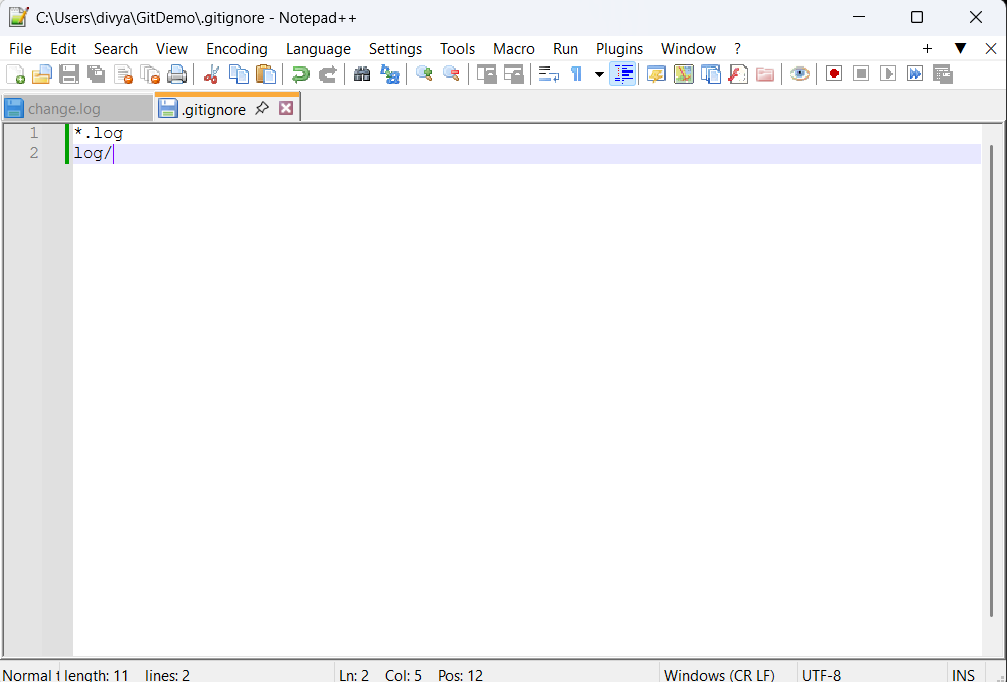 C:\Users\divya\GitDemo\.gitignore - Notepad++
File Edit Search View Encoding Language Settings Tools Macro Run Plugins Window ?
change.log .gitignore
1 *.log
2 log/
Normal length: 11 lines: 2 Ln: 2 Col: 5 Pos: 12 Windows (CR LF) UTF-8 INS